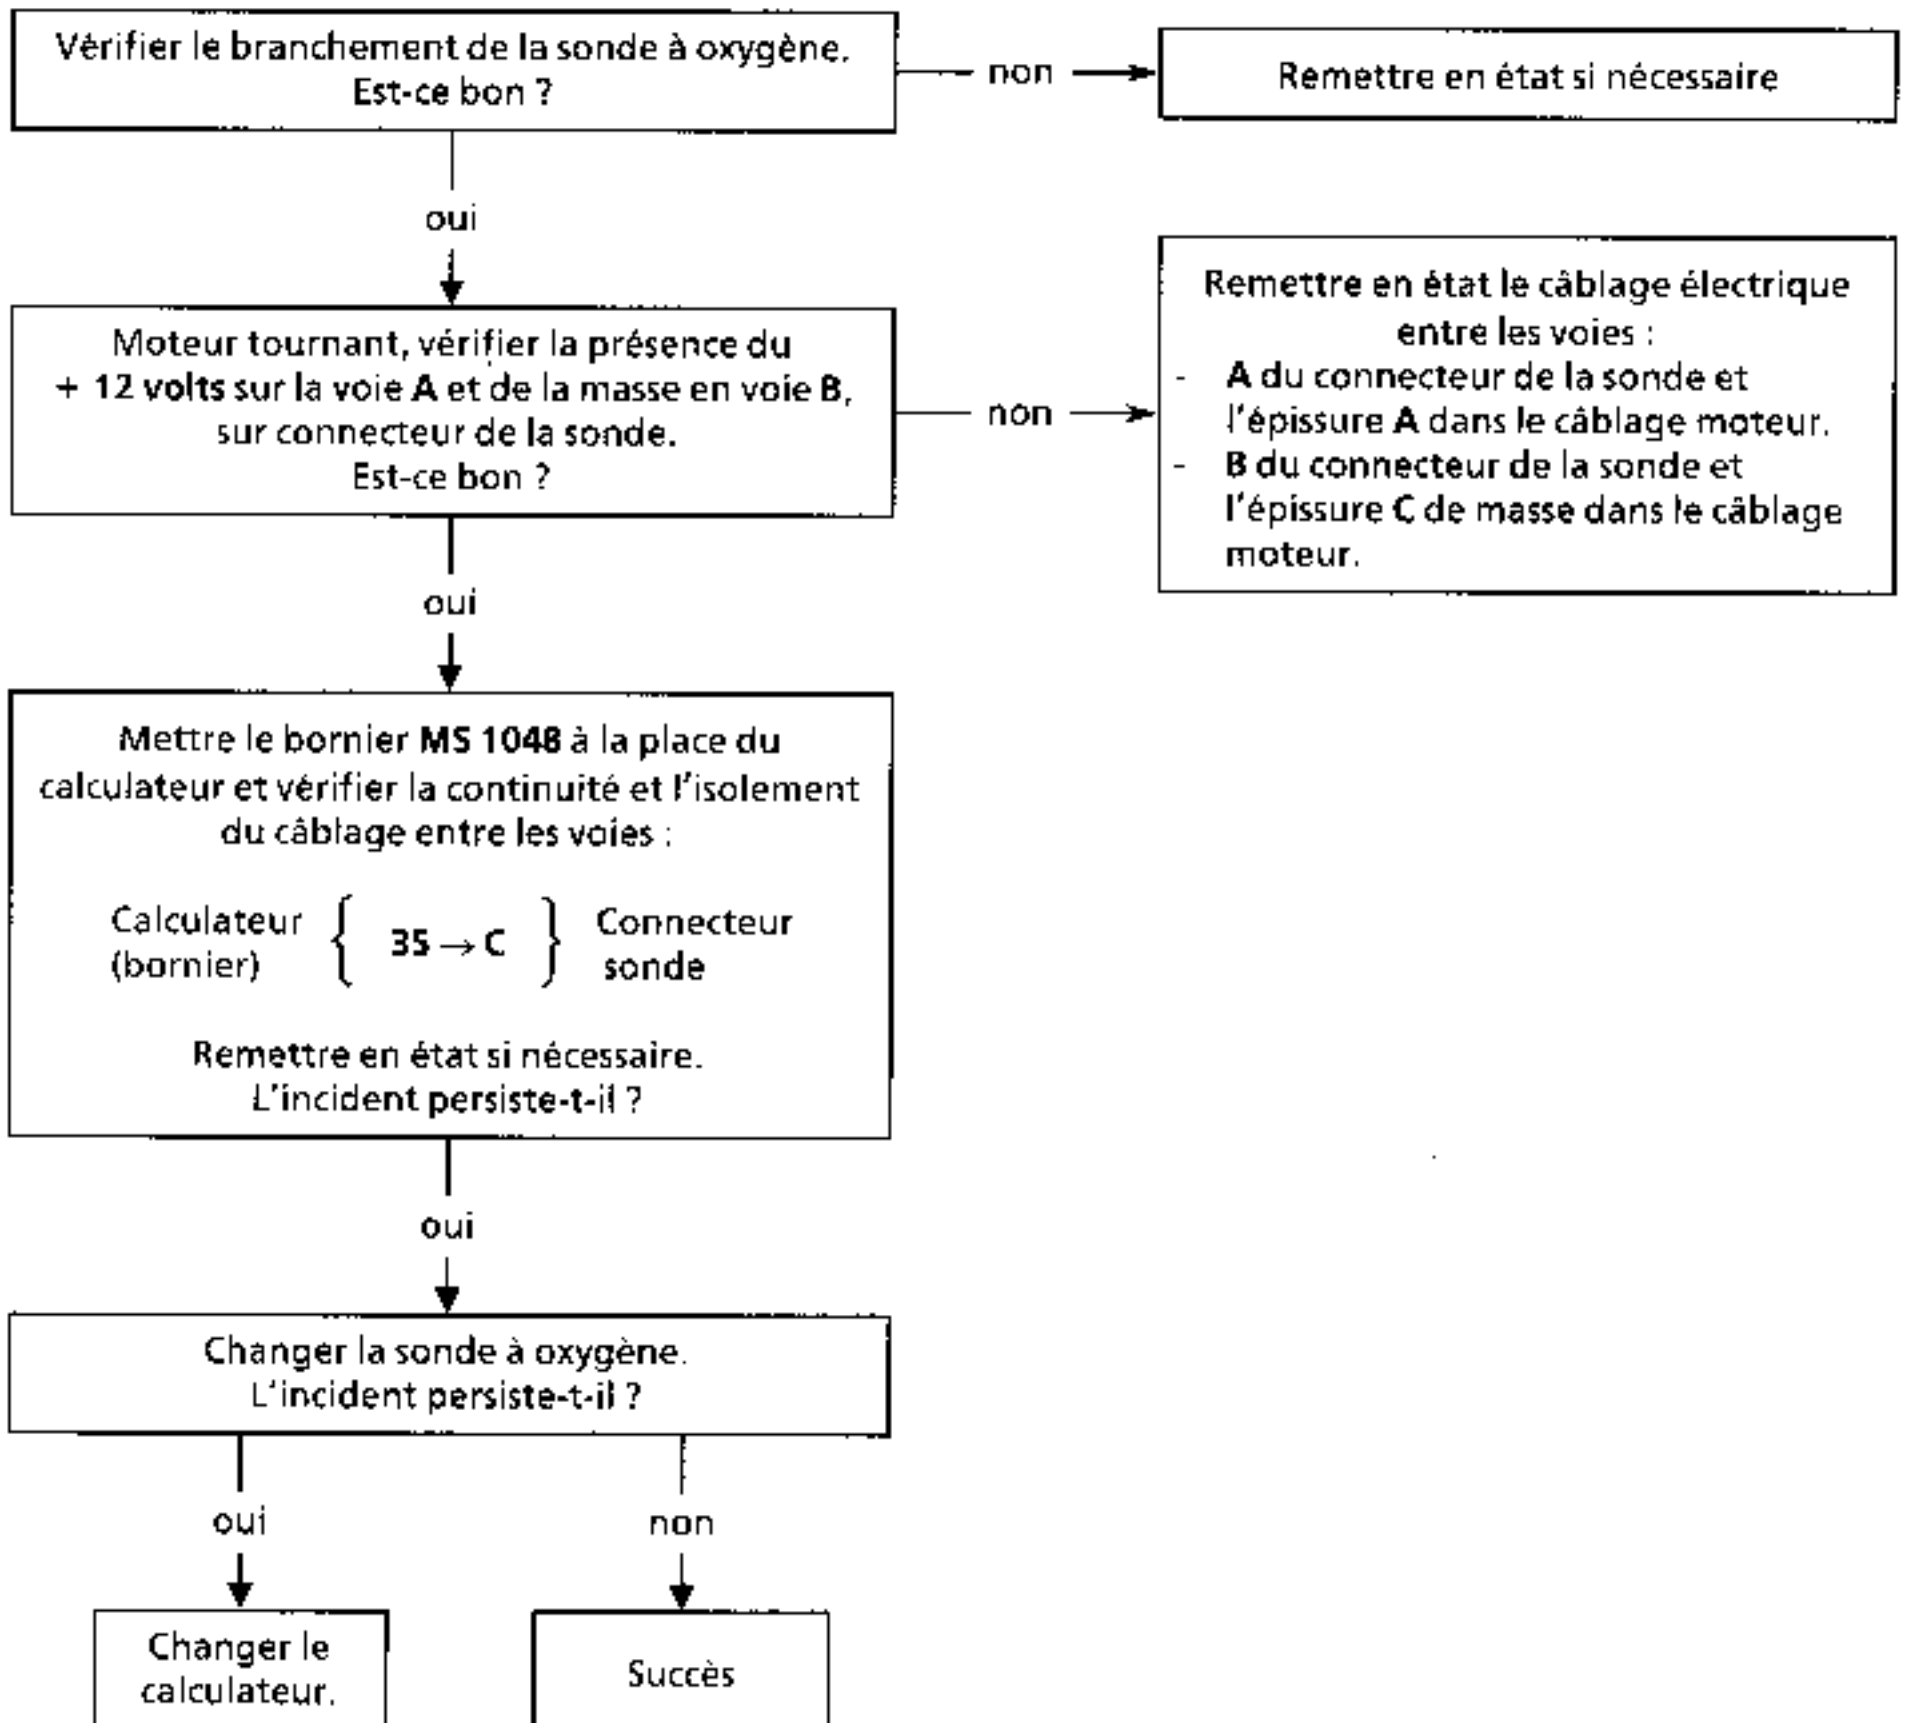 Vérifier le branchement de la sonde à oxygène.
Est-ce bon ?
non
Remettre en état si nécessaire
oui
Moteur tournant, vérifier la présence du
+ 12 volts sur la voie A et de la masse en voie B,
sur connecteur de la sonde.
Est-ce bon ?
non
Remettre en état le câblage électrique
entre les voies :
- A du connecteur de la sonde et
l'épissure A dans le câblage moteur.
- B du connecteur de la sonde et
l'épissure C de masse dans le câblage
moteur.
oui
Mettre le bornier MS 1048 à la place du
calculateur et vérifier la continuité et l'isolement
du câblage entre les voies :
Calculateur { 35 → C } Connecteur
(bornier) sonde
Remettre en état si nécessaire.
L'incident persiste-t-il ?
oui
Changer la sonde à oxygène.
L'incident persiste-t-il ?
oui non
Changer le
calculateur.
Succès